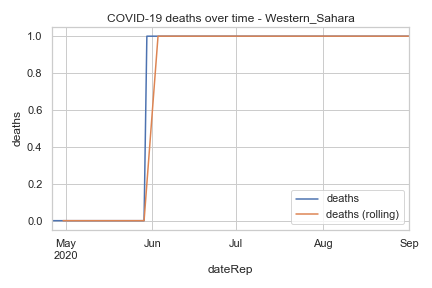 COVID-19 deaths over time - Western_Sahara
1.0
0.8
0.6
0.4
0.2
0.0
deaths
deaths
deaths (rolling)
May
2020
Jun
Jul
Aug
Sep
dateRep